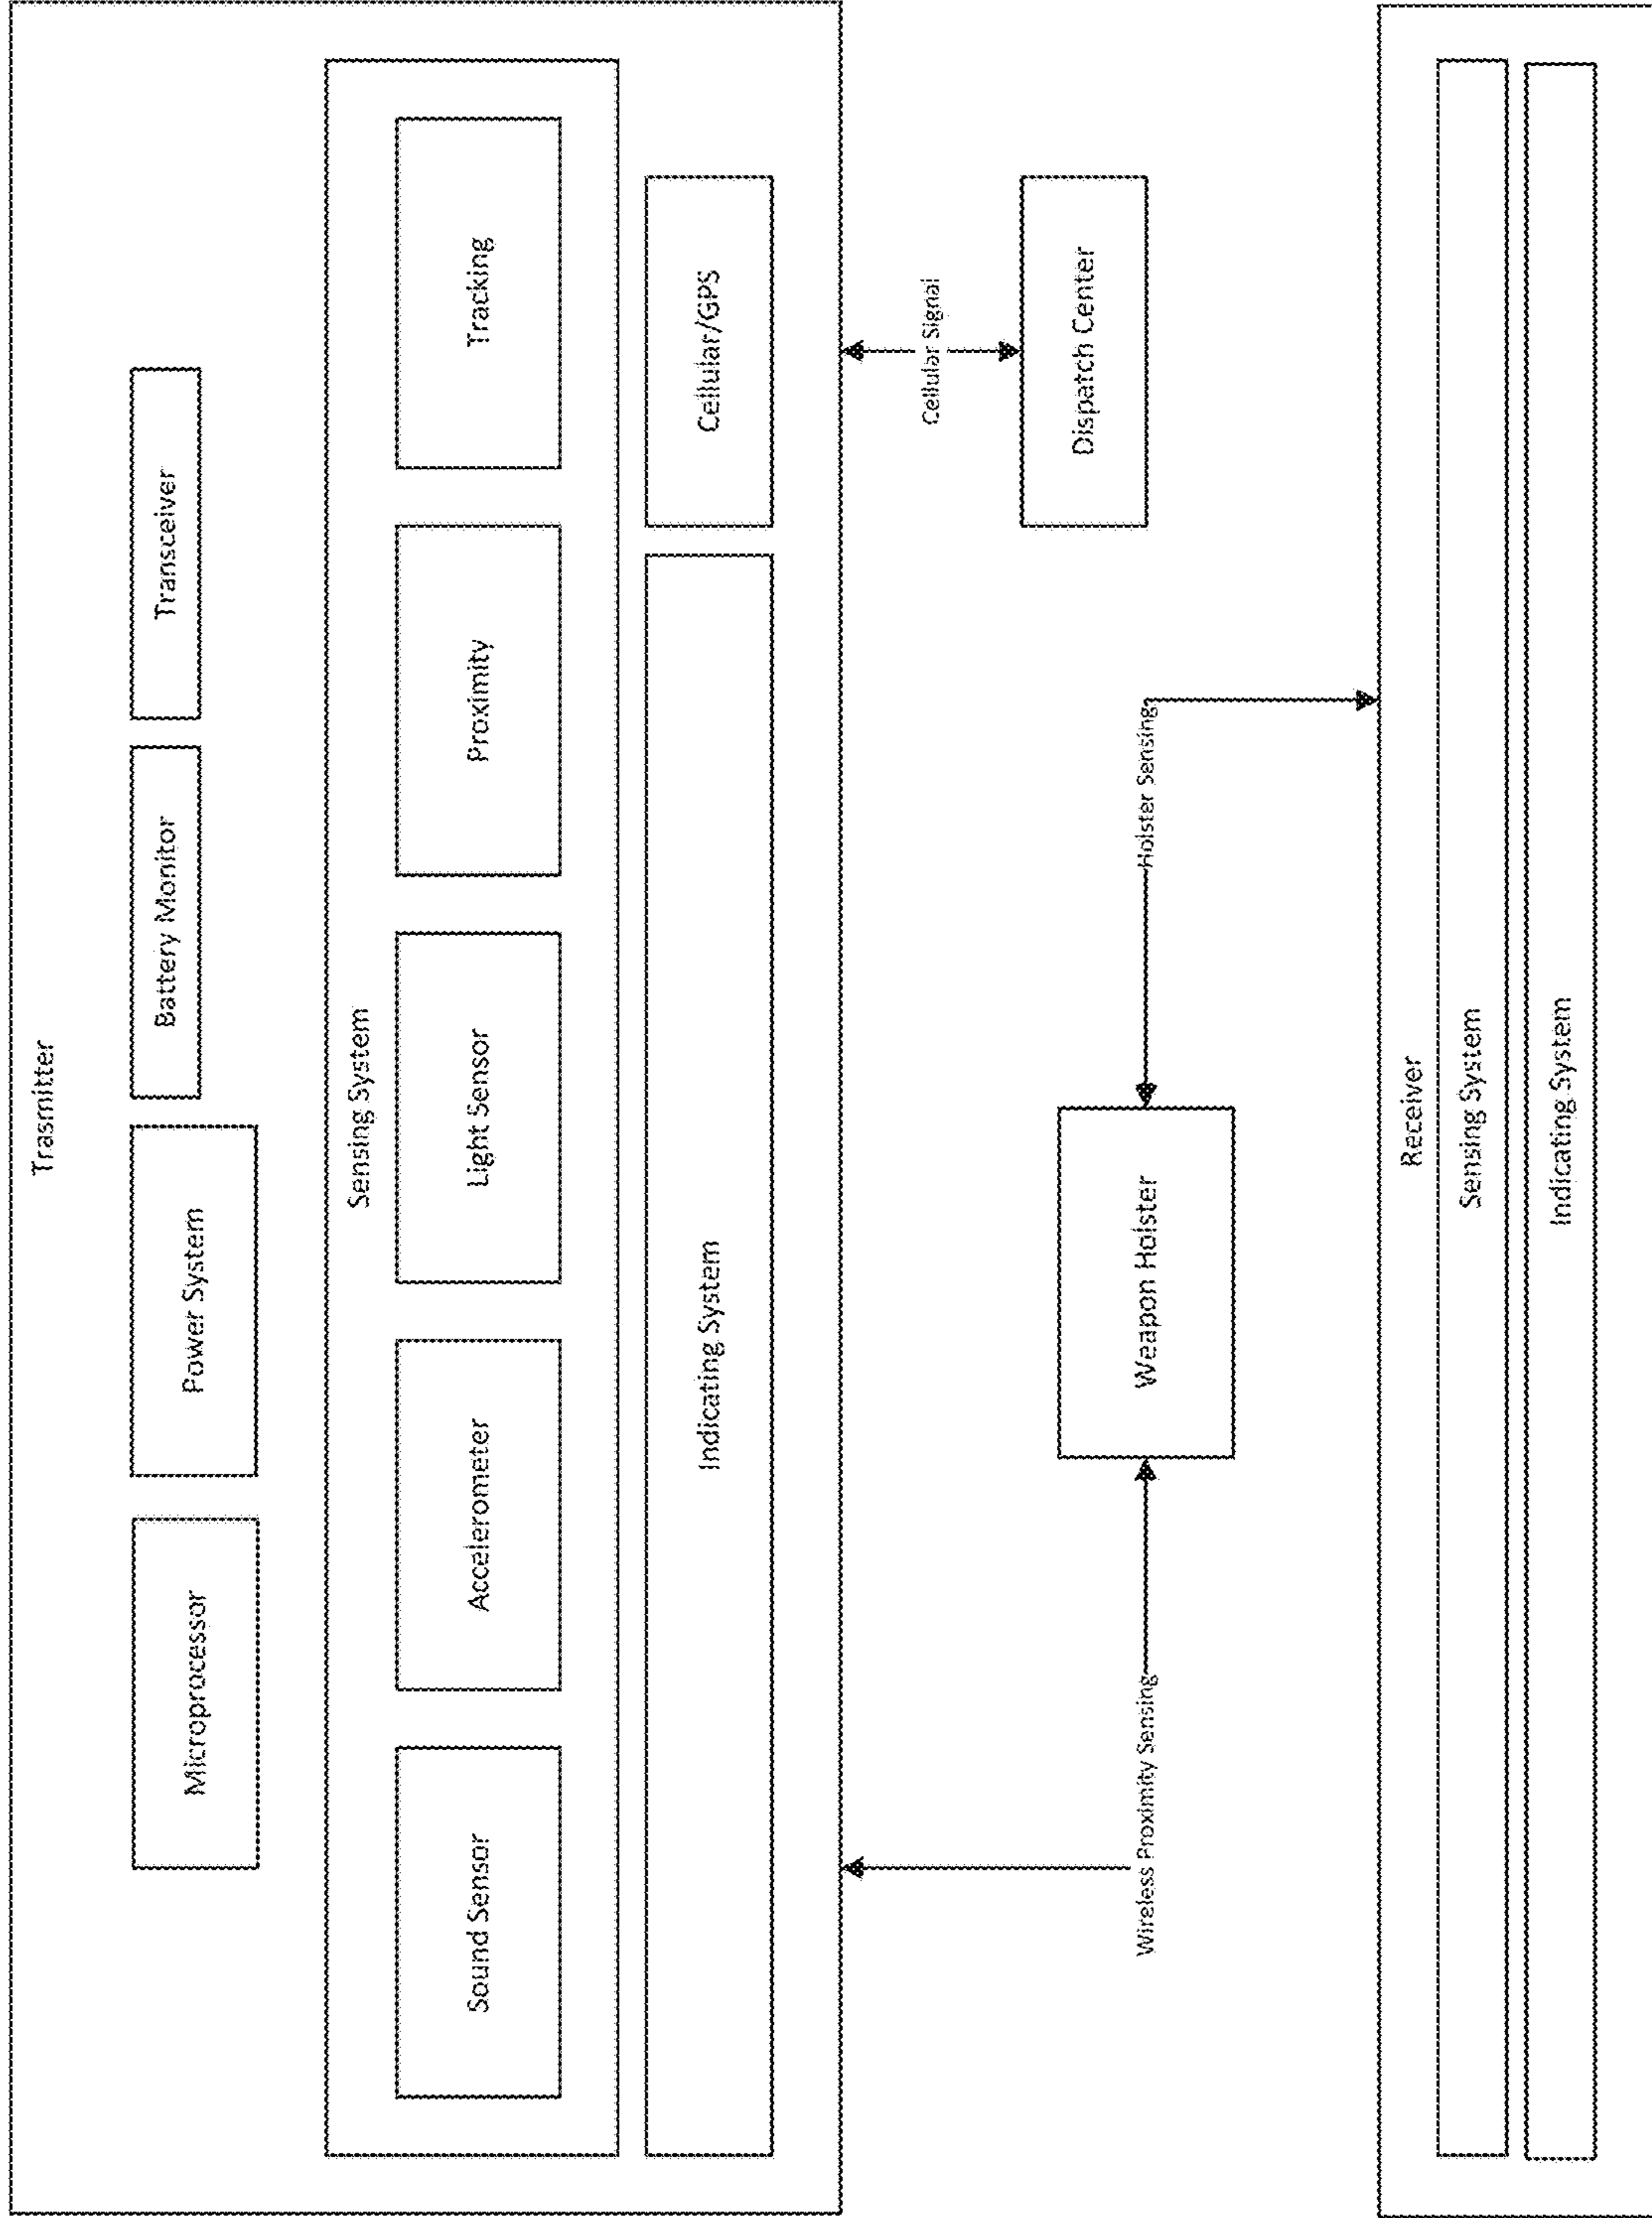 Trasmitter
Microprocessor
Power System
Battery Monitor
Transceiver
Sensing System
Sound Sensor
Accelerometer
Light Sensor
Proximity
Tracking
Indicating System
Cellular/GPS
Cellular Signal
Dispatch Center
Wireless Proximity Sensing
Weapon Holster
Holster Sensing
Receiver
Sensing System
Indicating System